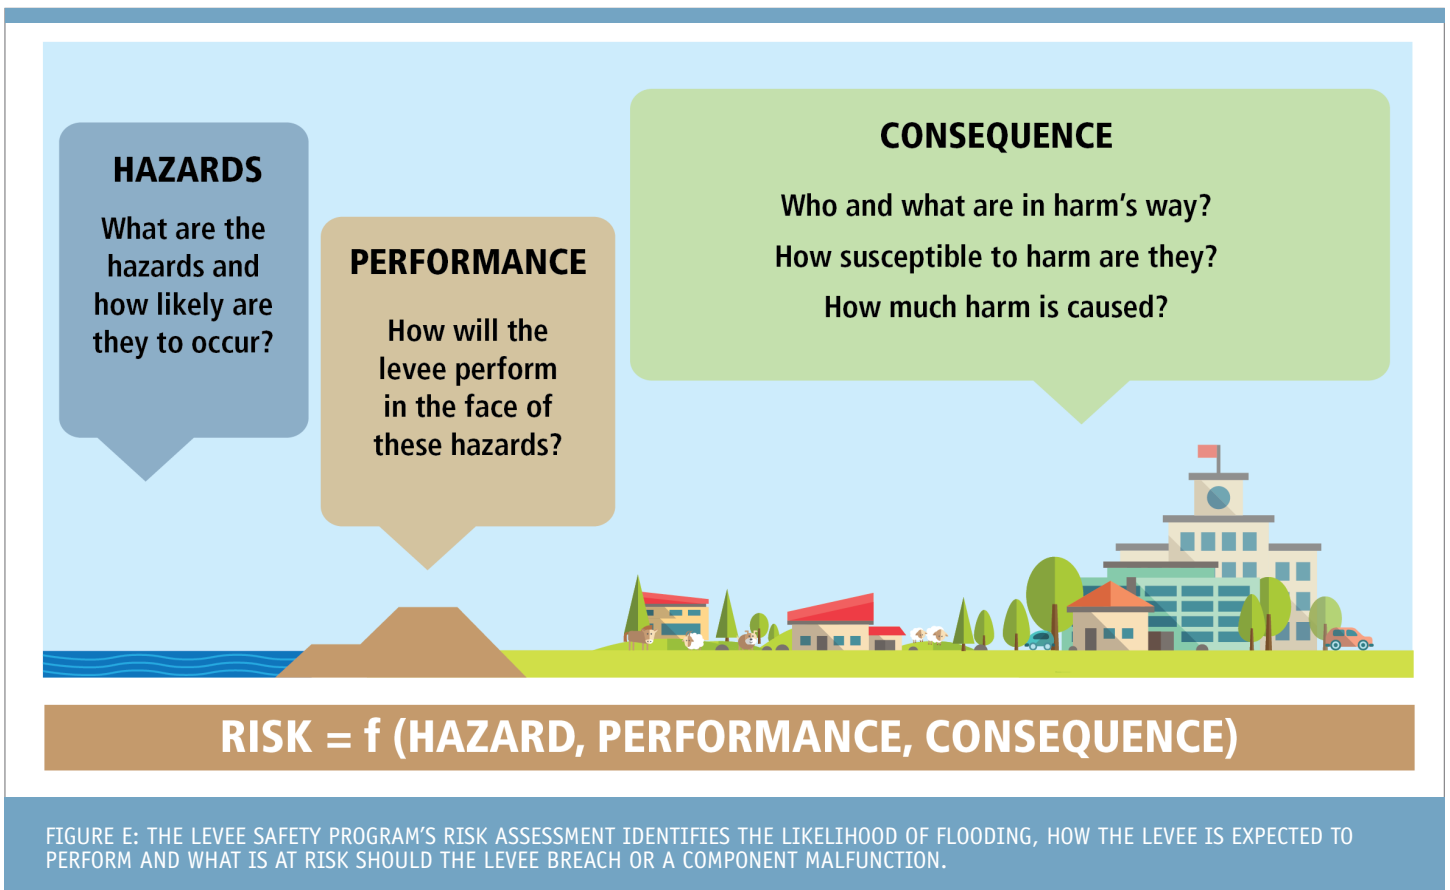 HAZARDS
What are the
hazards and
how likely are
they to occur?
PERFORMANCE
How will the
levee perform
in the face of
these hazards?
CONSEQUENCE
Who and what are in harm’s way?
How susceptible to harm are they?
How much harm is caused?
RISK = f (HAZARD, PERFORMANCE, CONSEQUENCE)
FIGURE E: THE LEVEE SAFETY PROGRAM’S RISK ASSESSMENT IDENTIFIES THE LIKELIHOOD OF FLOODING, HOW THE LEVEE IS EXPECTED TO
PERFORM AND WHAT IS AT RISK SHOULD THE LEVEE BREACH OR A COMPONENT MALFUNCTION.